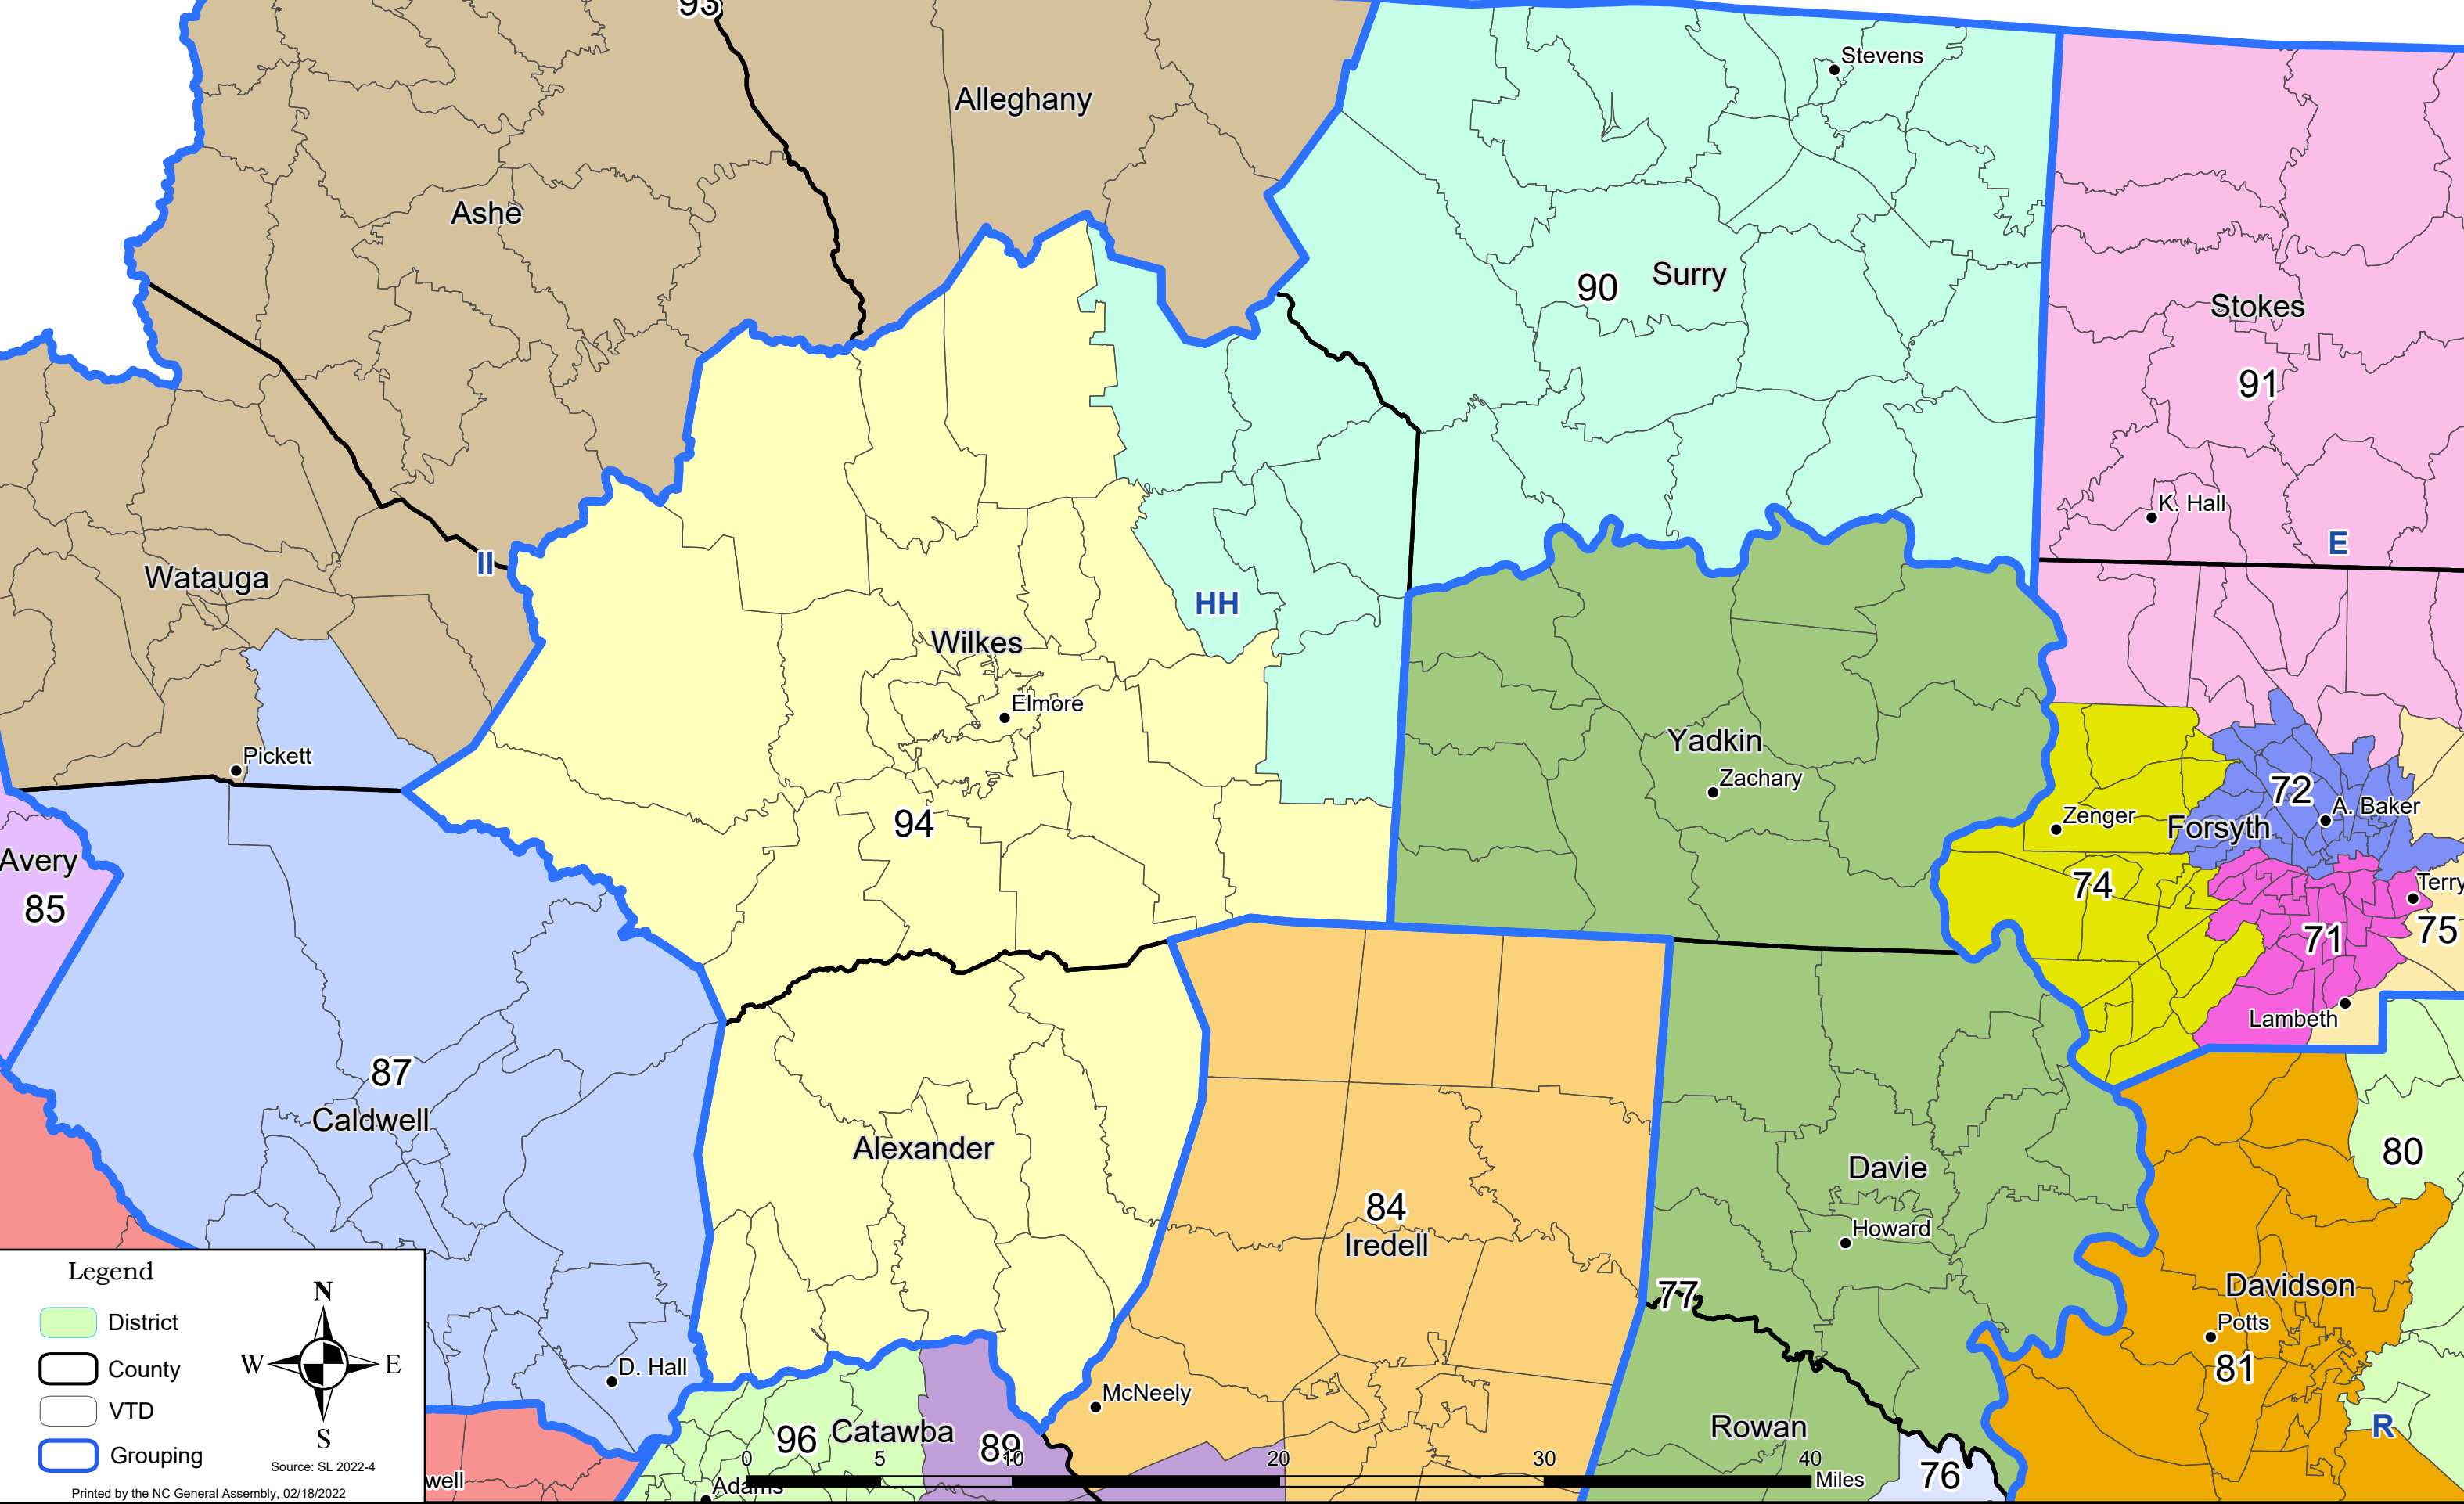 93
Stevens
Alleghany
Ashe
90
Surry
Stokes
91
K. Hall
E
II
Watauga
HH
Wilkes
Elmore
Pickett
Yadkin
Zachary
72
A. Baker
Zenger
Forsyth
94
Avery
85
74
Terry
75
71
Lambeth
87
Caldwell
Alexander
80
Davie
84
Iredell
Howard
77
Davidson
Potts
81
D. Hall
McNeely
Rowan
R
96
Catawba
89
76
Adams
well
0 5 10 20 30 40
Miles
Legend
District
County
VTD
Grouping
N
W E
S
Source: SL 2022-4
Printed by the NC General Assembly, 02/18/2022